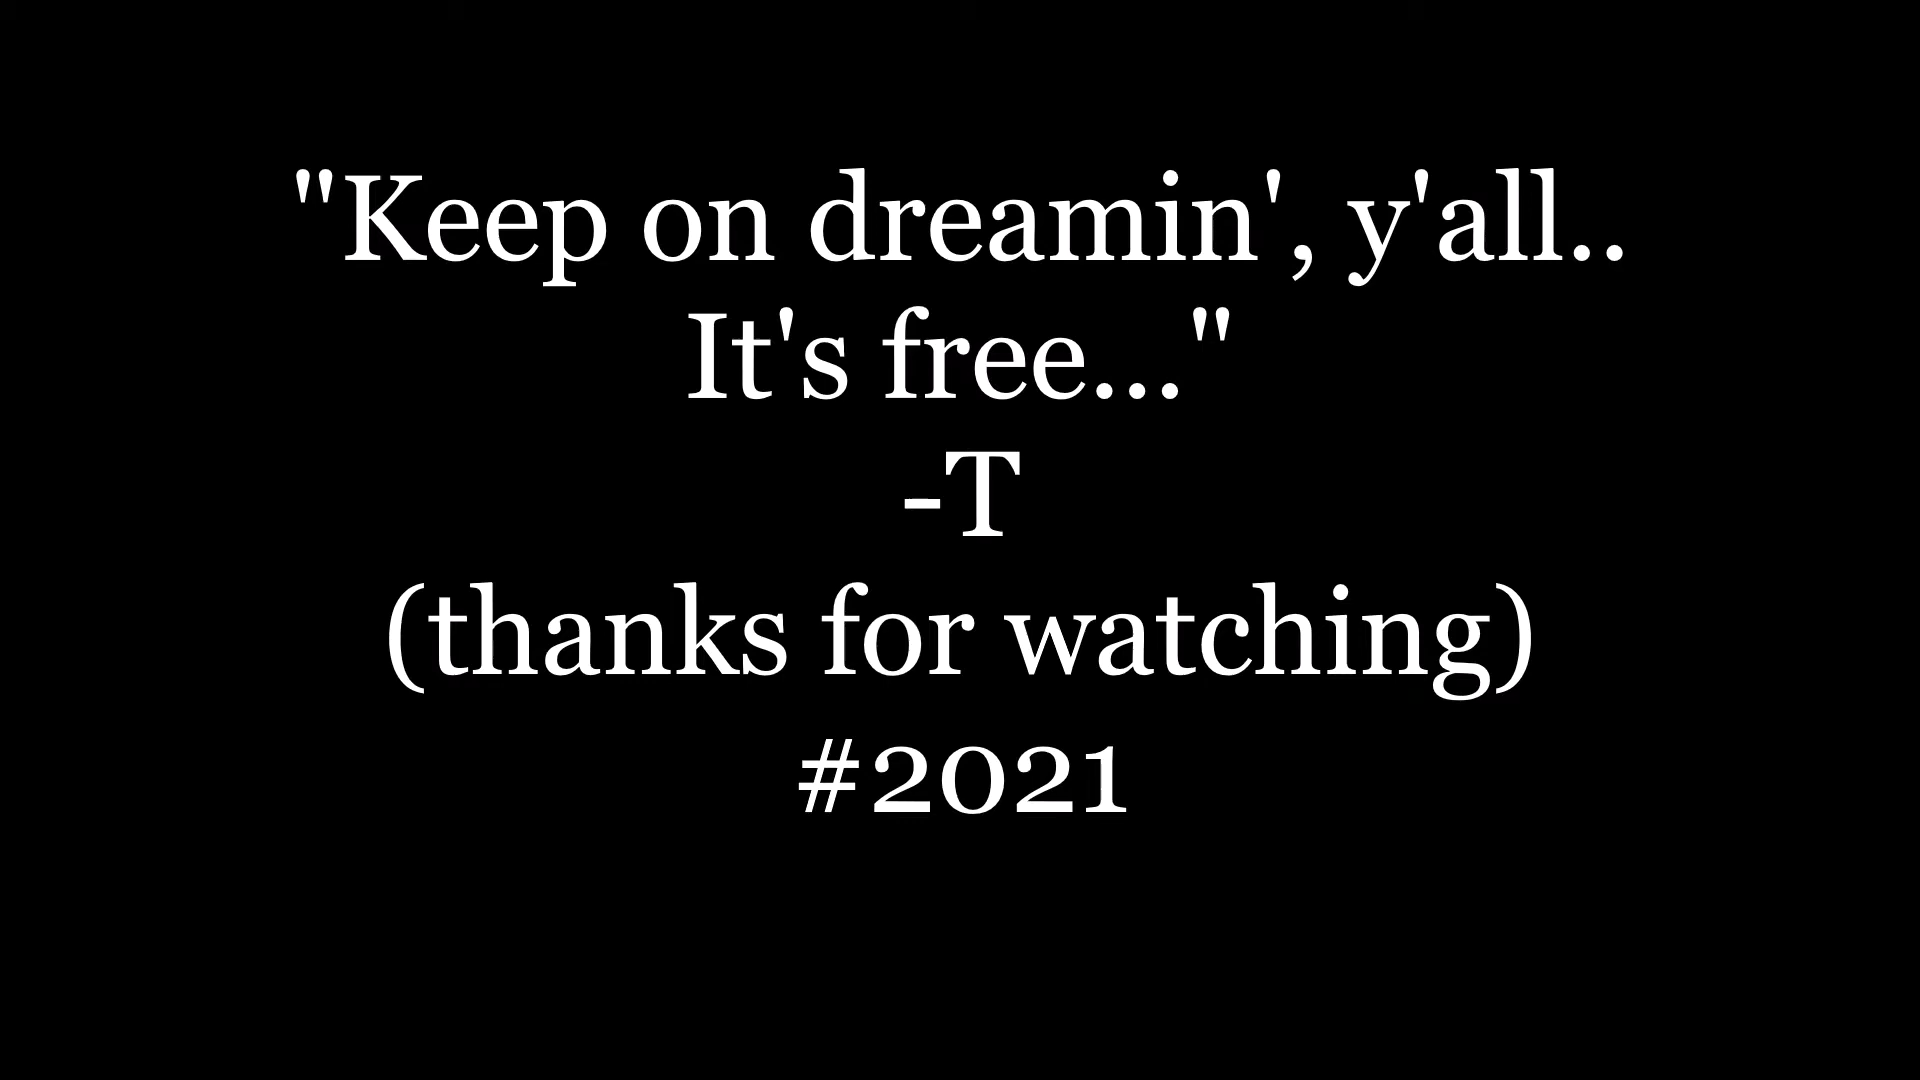 "Keep on dreamin', y'all..
It's free..."
-T
(thanks for watching)
#2021